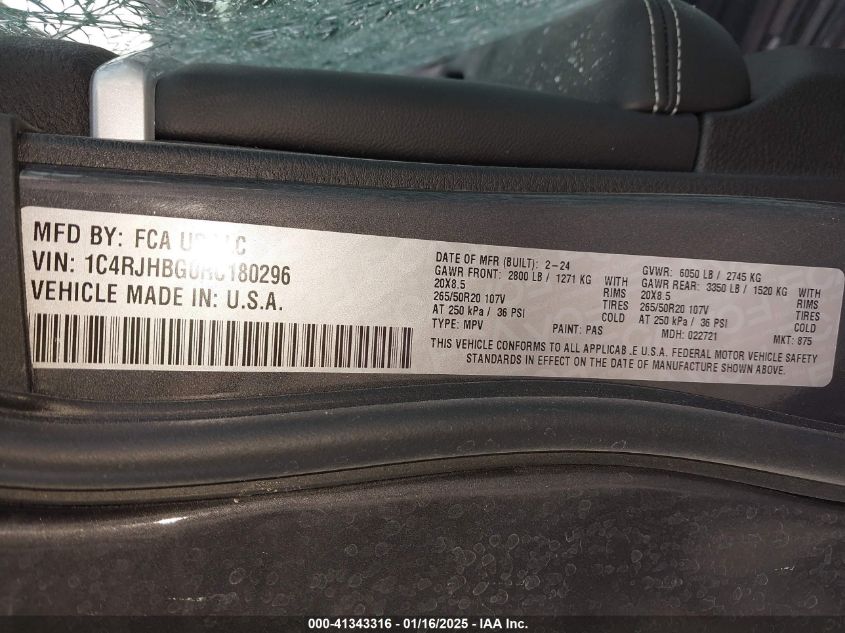 MFD BY: FCA US LLC
VIN: 1C4RJHBG0RC180296
VEHICLE MADE IN: U.S.A.
DATE OF MFR (BUILT): 2-24
GAWR FRONT: 2800 LB / 1271 KG WITH
20X8.5 RIMS
265/50R20 107V TIRES
AT 250 kPa / 36 PSI COLD
TYPE: MPV PAINT: PAS
GVWR: 6050 LB / 2745 KG
GAWR REAR: 3350 LB / 1520 KG WITH
20X8.5 RIMS
265/50R20 107V TIRES
AT 250 kPa / 36 PSI COLD
MDH: 022721 MKT: 875
THIS VEHICLE CONFORMS TO ALL APPLICAB.E U.S.A. FEDERAL MOTOR VEHICLE SAFETY
STANDARDS IN EFFECT ON THE DATE OF MANUFACTURE SHOWN ABOVE.
000-41343316 - 01/16/2025 - IAA Inc.